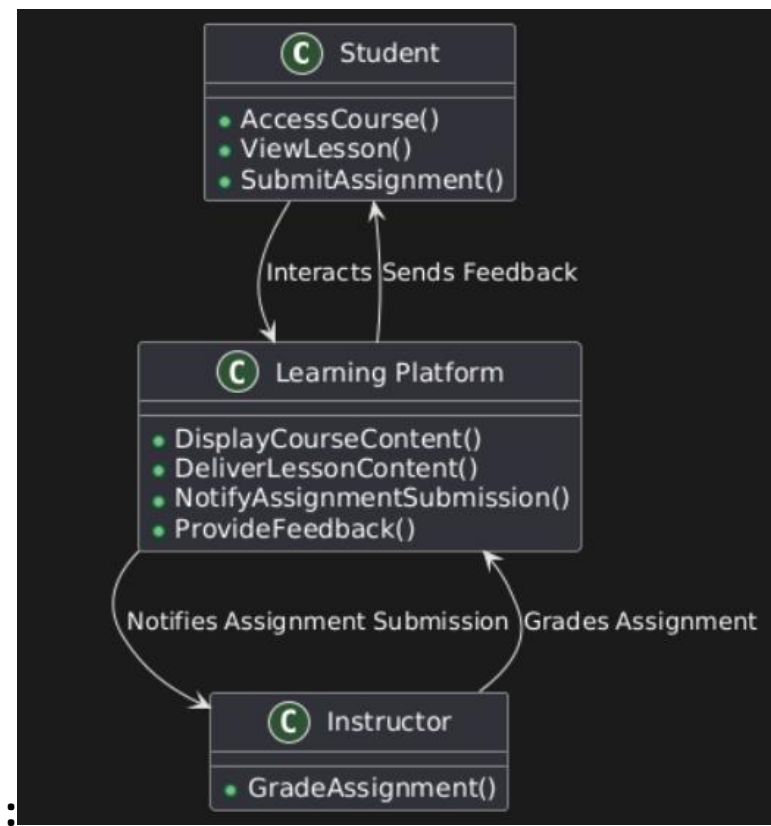 C Student
AccessCourse()
ViewLesson()
SubmitAssignment()
Interacts Sends Feedback
C Learning Platform
DisplayCourseContent()
DeliverLessonContent()
NotifyAssignmentSubmission()
ProvideFeedback()
Notifies Assignment Submission Grades Assignment
C Instructor
GradeAssignment()
: